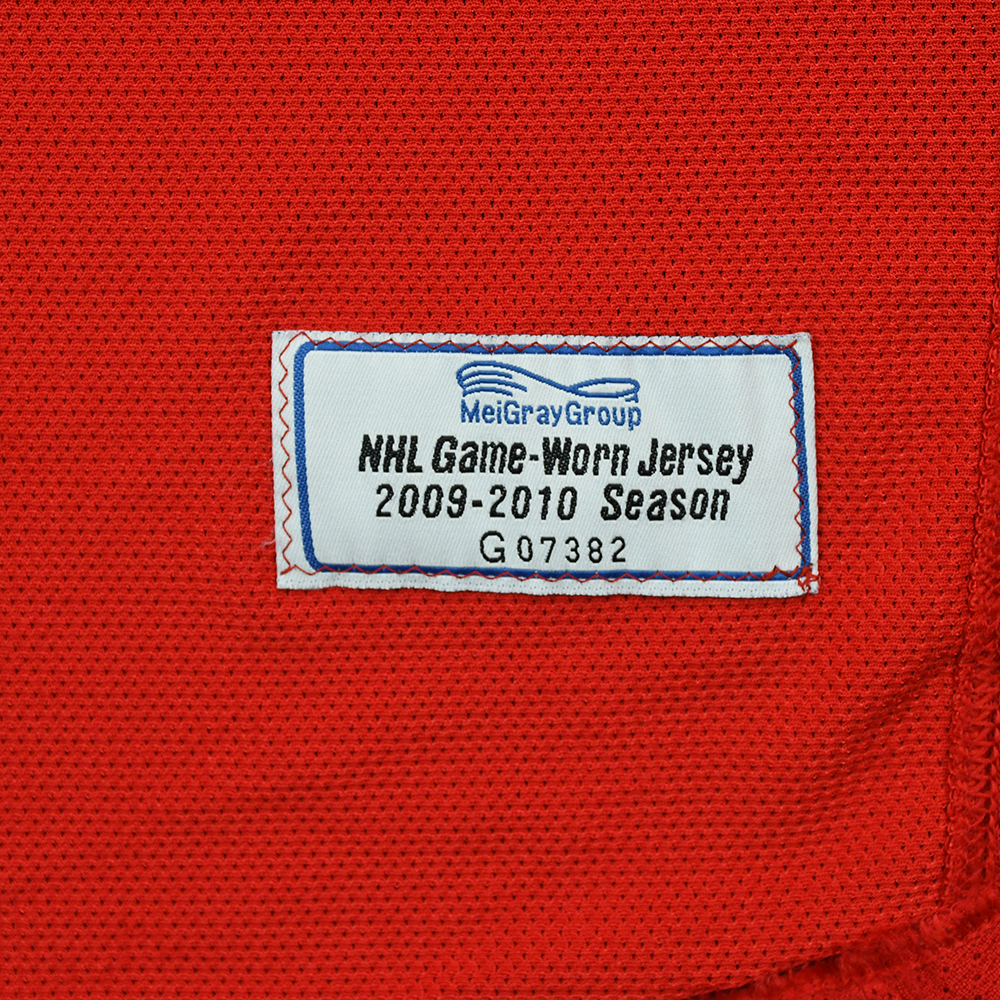 MeiGrayGroup
NHL Game-Worn Jersey
2009-2010 Season
G07382